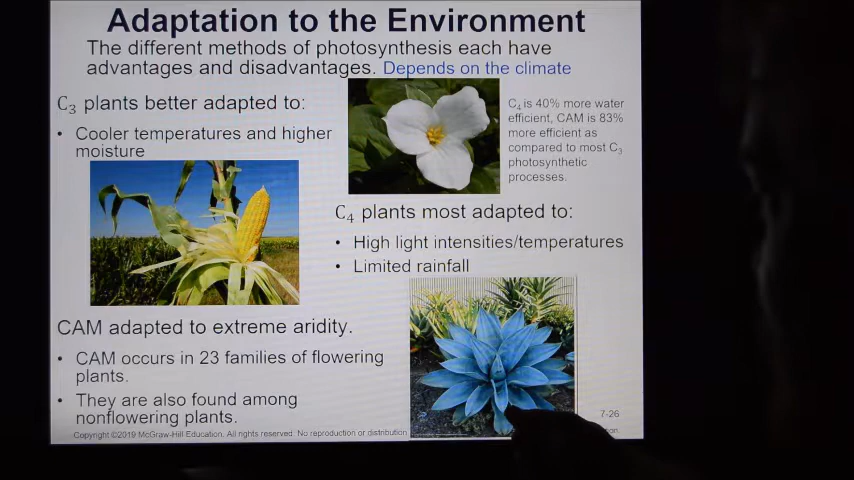 Adaptation to the Environment
The different methods of photosynthesis each have
advantages and disadvantages. Depends on the climate
C₃ plants better adapted to:
• Cooler temperatures and higher
moisture
C₄ is 40% more water
efficient, CAM is 83%
more efficient as
compared to most C₃
photosynthetic
processes.
C₄ plants most adapted to:
• High light intensities/temperatures
• Limited rainfall
CAM adapted to extreme aridity.
• CAM occurs in 23 families of flowering
plants.
• They are also found among
nonflowering plants.
7-26
Copyright ©2019 McGraw-Hill Education. All rights reserved. No reproduction or distribution